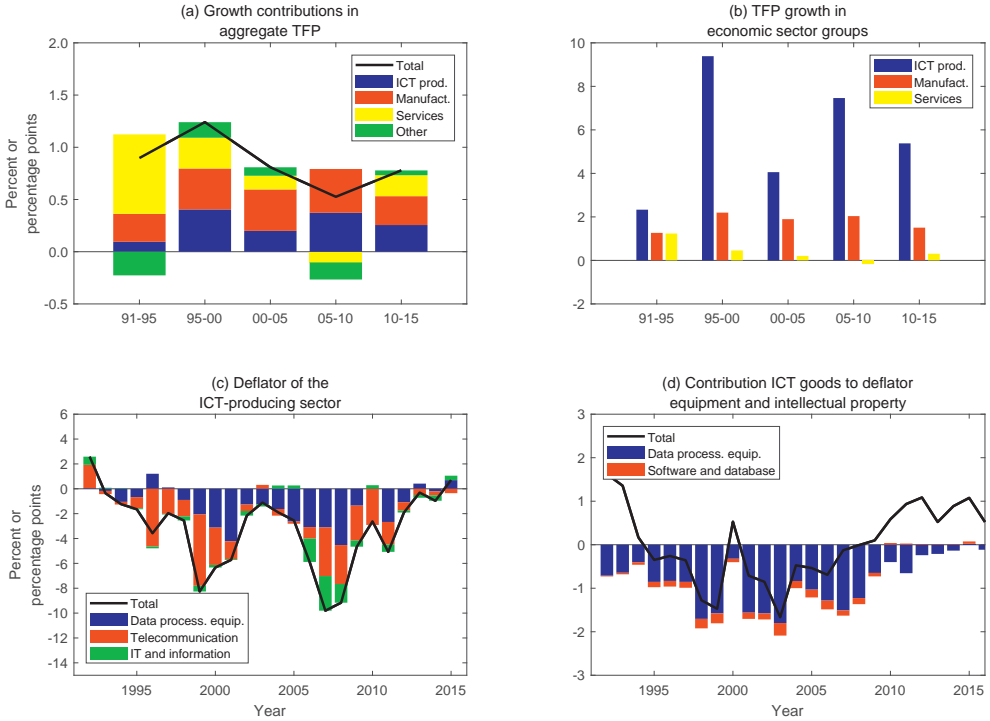 (a) Growth contributions in
aggregate TFP
Percent or
percentage points
2.0
1.5
1.0
0.5
0.0
-0.5
Total
ICT prod.
Manufact.
Services
Other
91-95 95-00 00-05 05-10 10-15
(b) TFP growth in
economic sector groups
10
8
6
4
2
0
-2
ICT prod.
Manufact.
Services
91-95 95-00 00-05 05-10 10-15
(c) Deflator of the
ICT-producing sector
Percent or
percentage points
6
4
2
0
-2
-4
-6
-8
-10
-12
-14
Total
Data process. equip.
Telecommunication
IT and information
1995 2000 2005 2010 2015
Year
(d) Contribution ICT goods to deflator
equipment and intellectual property
3
2
1
0
-1
-2
-3
Total
Data process. equip.
Software and database
1995 2000 2005 2010 2015
Year